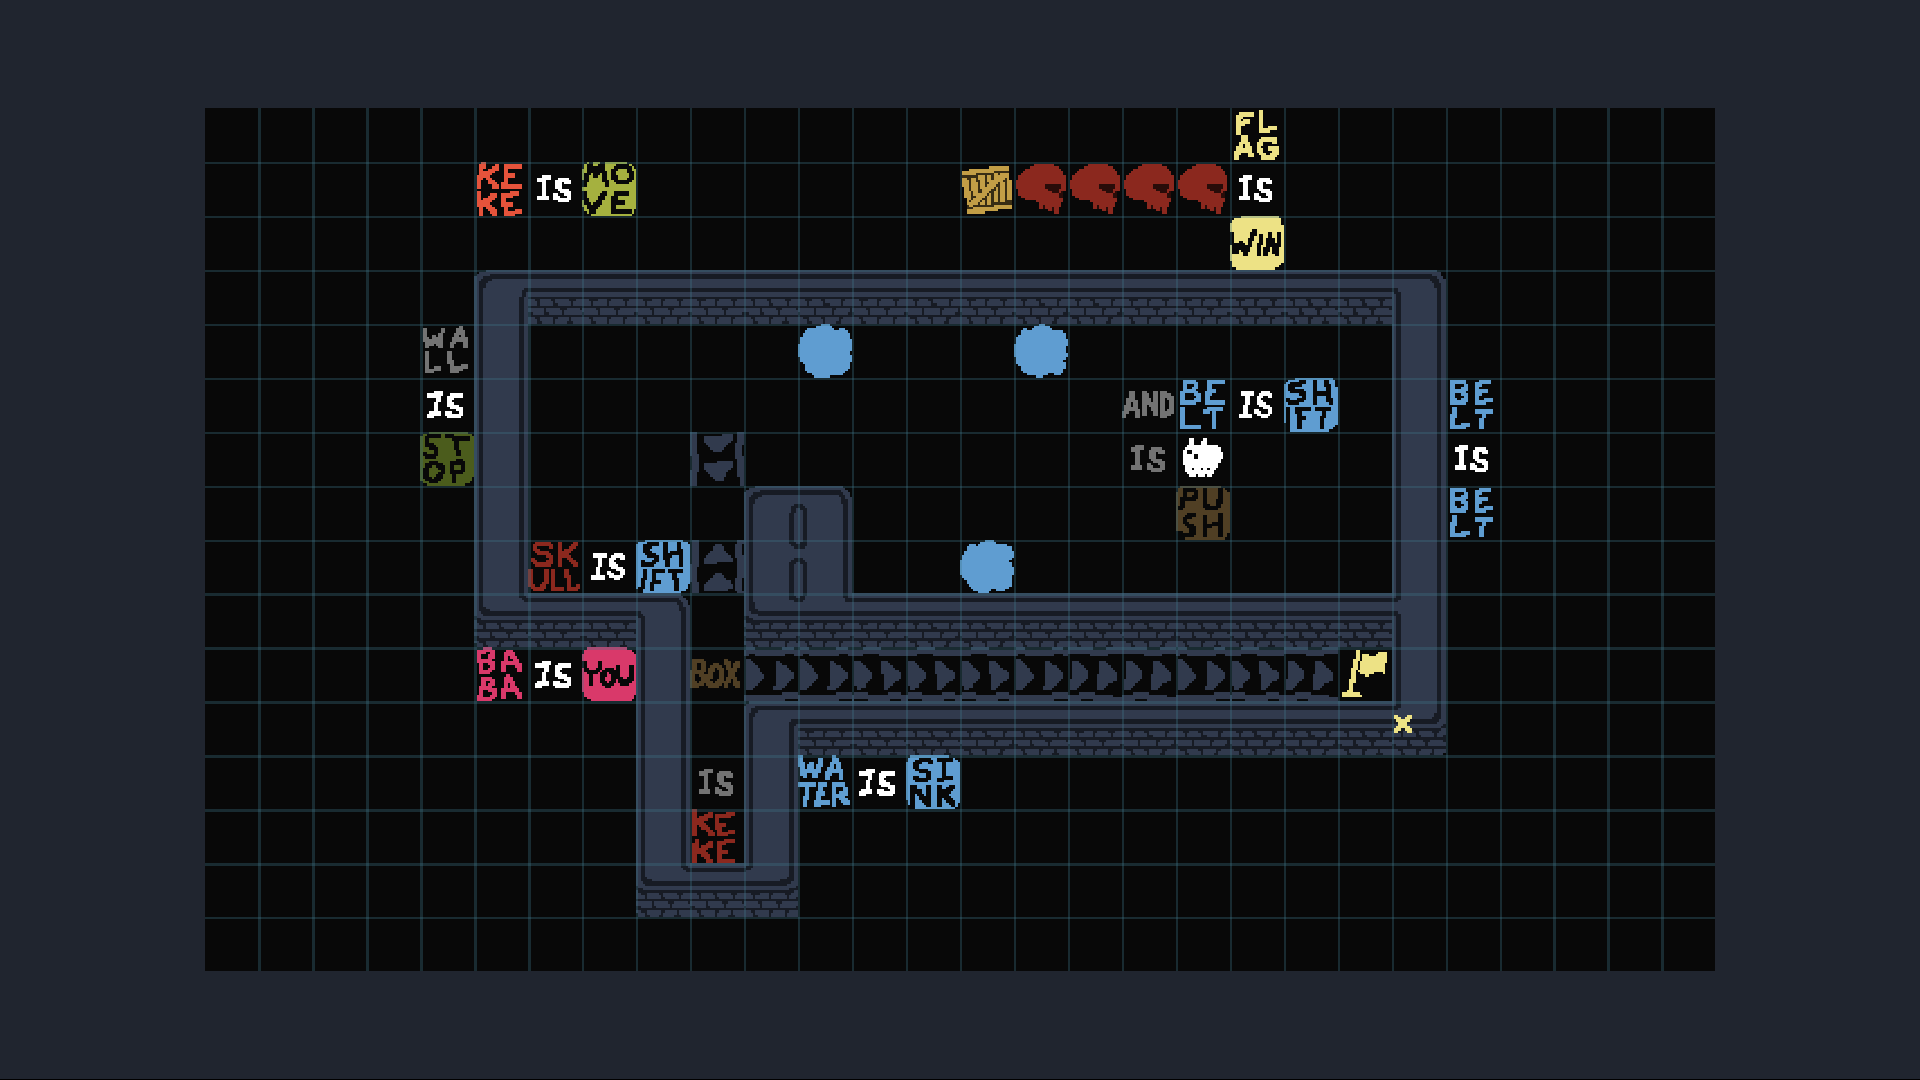 FLAG
KEKE IS MOVE
IS
WIN
WALL
IS
STOP
AND BELT IS SHIFT
IS
PUSH
BELT
IS
BELT
SKULL IS SHIFT
BABA IS YOU
BOX
IS
KEKE
WATER IS SINK